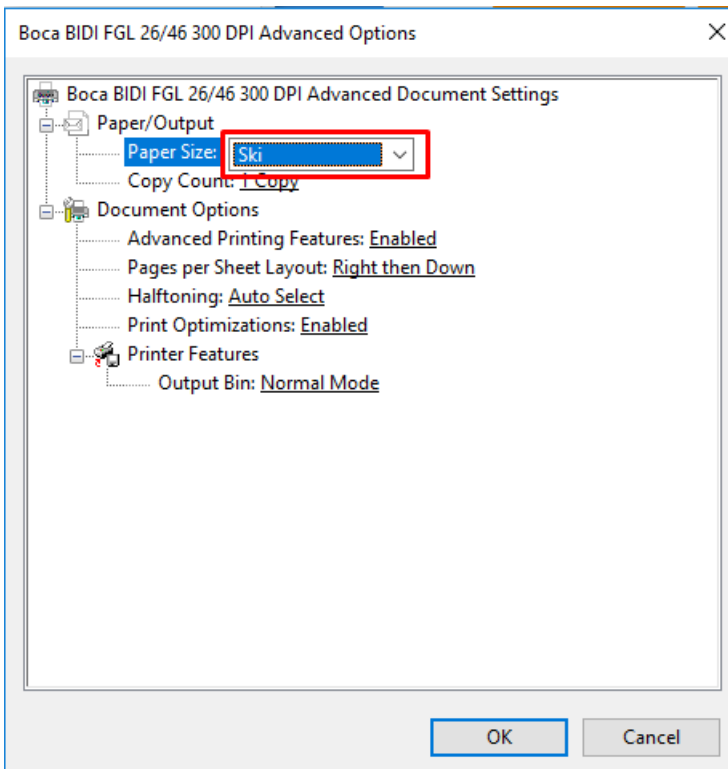 Boca BIDI FGL 26/46 300 DPI Advanced Options
Boca BIDI FGL 26/46 300 DPI Advanced Document Settings
Paper/Output
Paper Size: Ski
Copy Count: 1 Copy
Document Options
Advanced Printing Features: Enabled
Pages per Sheet Layout: Right then Down
Halftoning: Auto Select
Print Optimizations: Enabled
Printer Features
Output Bin: Normal Mode
OK Cancel